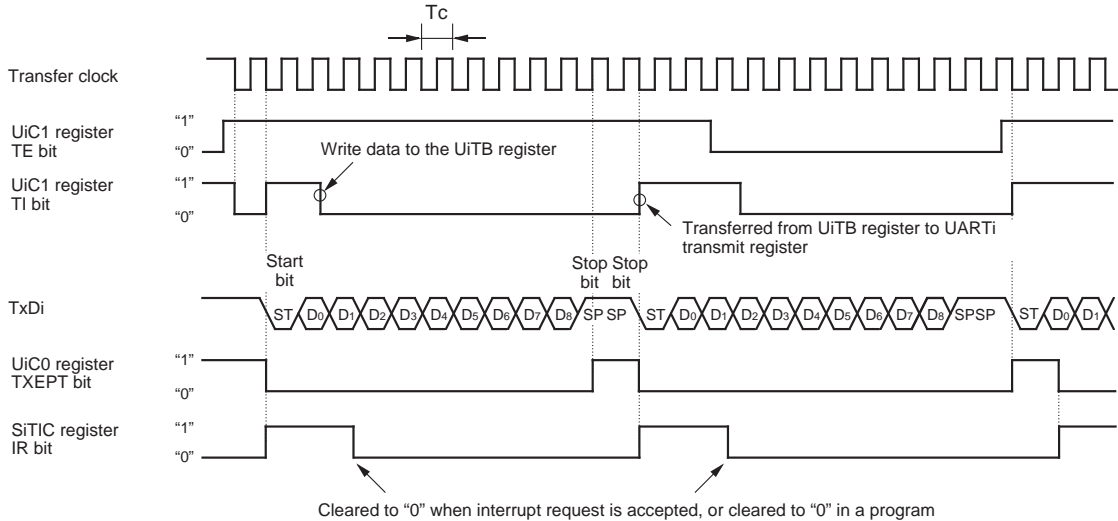 Tc
Transfer clock
UiC1 register
TE bit
“1”
“0”
Write data to the UiTB register
UiC1 register
TI bit
“1”
“0”
Transferred from UiTB register to UARTi
transmit register
Start
bit
Stop Stop
bit bit
TxDi
ST D0 D1 D2 D3 D4 D5 D6 D7 D8 SP SP ST D0 D1 D2 D3 D4 D5 D6 D7 D8 SPSP ST D0 D1
UiC0 register
TXEPT bit
“1”
“0”
SiTIC register
IR bit
“1”
“0”
Cleared to “0” when interrupt request is accepted, or cleared to “0” in a program